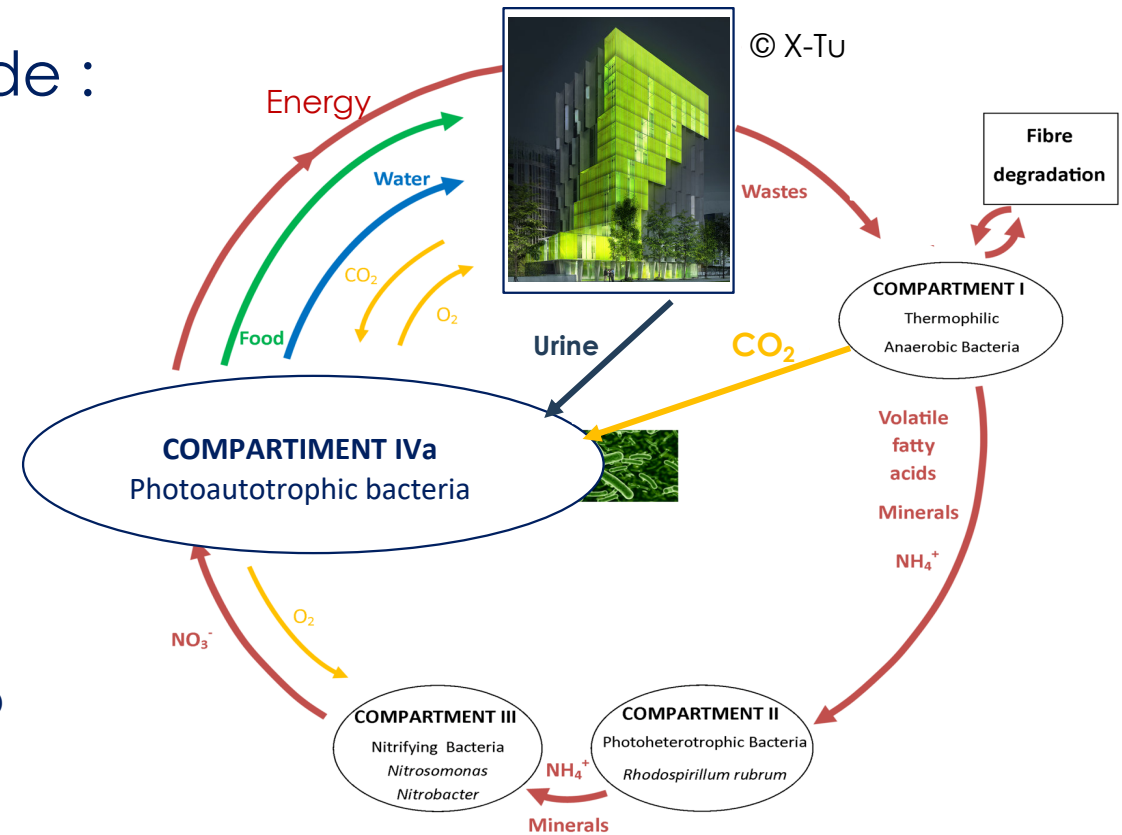 de :
© X-Tu
Energy
Fibre
degradation
Water
Wastes
CO₂
O₂
COMPARTMENT I
Thermophilic
Anaerobic Bacteria
Food
Urine
CO₂
COMPARTIMENT IVa
Photoautotrophic bacteria
Volatile
fatty
acids
Minerals
NH₄⁺
O₂
NO₃⁻
COMPARTMENT III
Nitrifying Bacteria
Nitrosomonas
Nitrobacter
COMPARTMENT II
Photoheterotrophic Bacteria
Rhodospirillum rubrum
NH₄⁺
Minerals